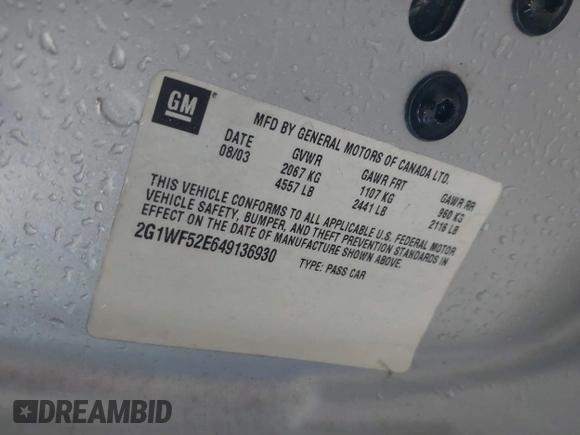 GM ®
MFD BY GENERAL MOTORS OF CANADA LTD.
DATE GVWR GAWR FRT GAWR RR
08/03 2067 KG 1107 KG 960 KG
4557 LB 2441 LB 2116 LB
THIS VEHICLE CONFORMS TO ALL APPLICABLE U.S. FEDERAL MOTOR
VEHICLE SAFETY, BUMPER, AND THEFT PREVENTION STANDARDS IN
EFFECT ON THE DATE OF MANUFACTURE SHOWN ABOVE.
2G1WF52E649136930 TYPE: PASS CAR
DREAMBID